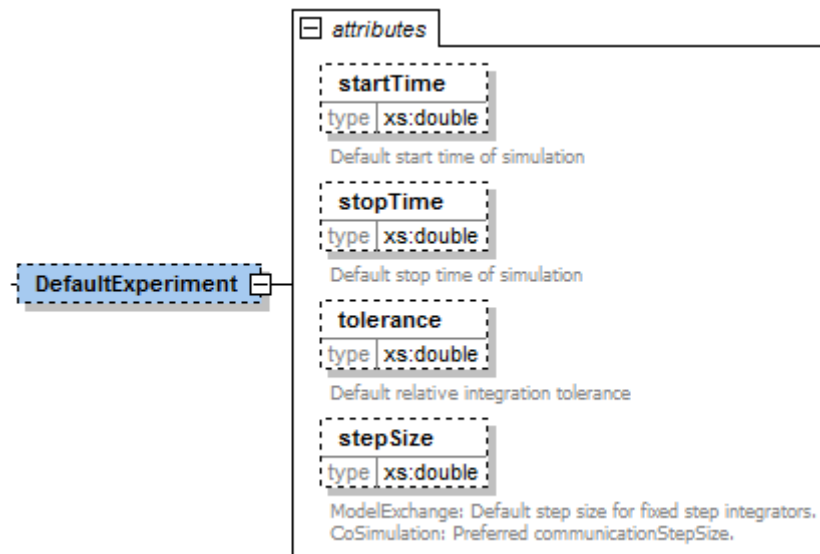 attributes
startTime
type xs:double
Default start time of simulation
stopTime
type xs:double
Default stop time of simulation
DefaultExperiment
tolerance
type xs:double
Default relative integration tolerance
stepSize
type xs:double
ModelExchange: Default step size for fixed step integrators.
CoSimulation: Preferred communicationStepSize.